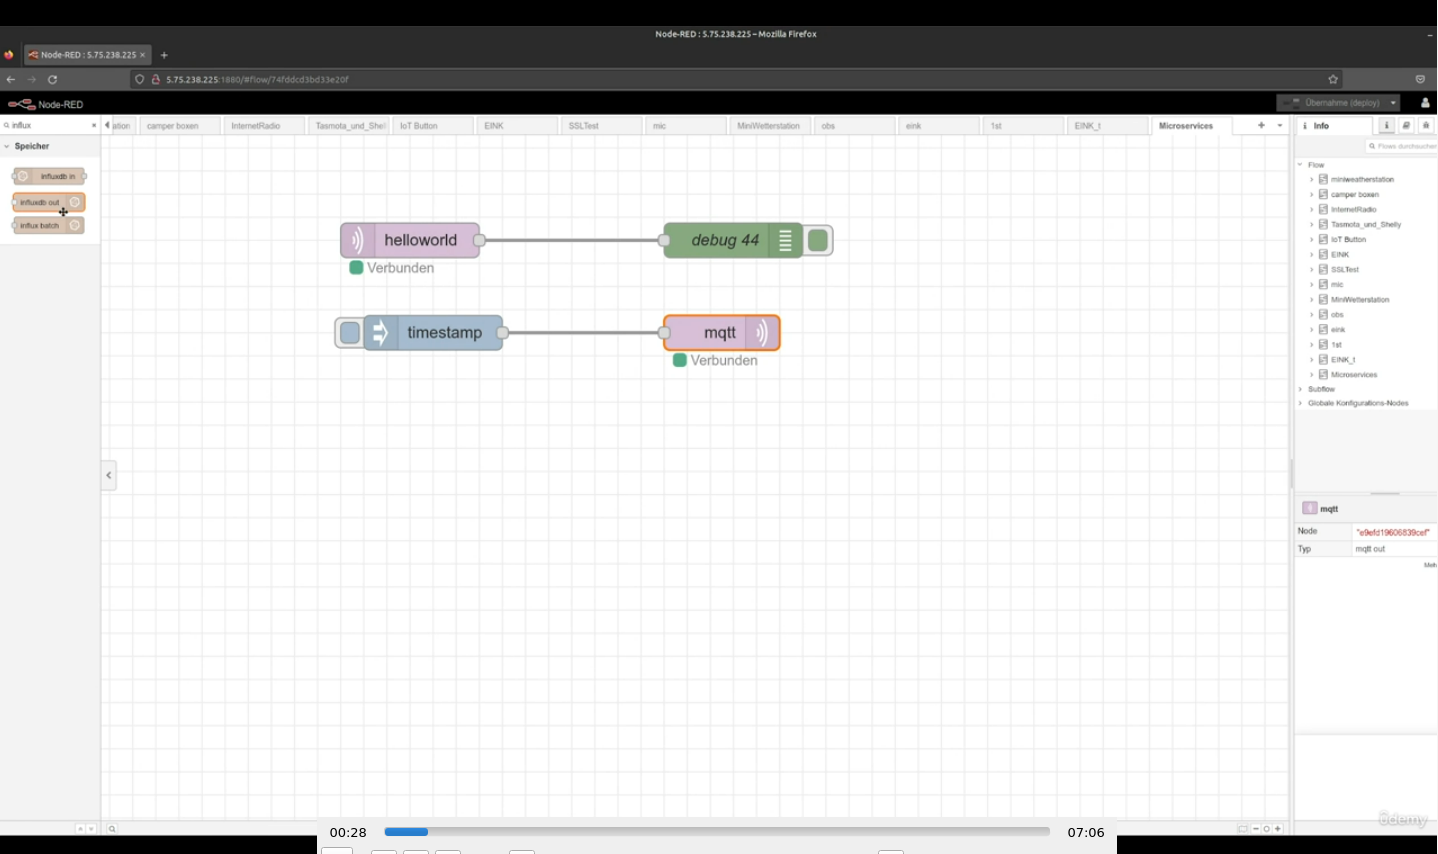 Node-RED : 5.75.238.225 – Mozilla Firefox
Node-RED : 5.75.238.225 × +
5.75.238.225:1880/#flow/74fddcd3bd33e20f
Node-RED
Übernahme (deploy)
influx
ation
camper boxen
InternetRadio
Tasmota_und_Shel
IoT Button
EINK
SSLTest
mic
MiniWetterstation
obs
eink
1st
EINK_t
Microservices
Info
Speicher
Flows durchsuchen
influxdb in
influxdb out
influx batch
helloworld
debug 44
Verbunden
timestamp
mqtt
Verbunden
Flow
miniweatherstation
camper boxen
InternetRadio
Tasmota_und_Shelly
IoT Button
EINK
SSLTest
mic
MiniWetterstation
obs
eink
1st
EINK_t
Microservices
Subflow
Globale Konfigurations-Nodes
mqtt
Node "e9efd19606839cef"
Typ mqtt out
Meh
ûdemy
00:28 07:06